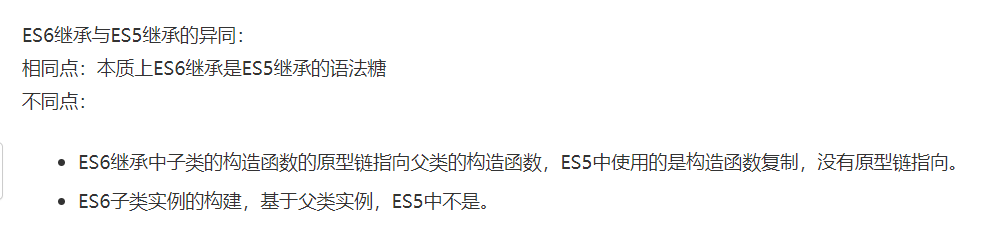 ES6继承与ES5继承的异同：
相同点：本质上ES6继承是ES5继承的语法糖
不同点：
• ES6继承中子类的构造函数的原型链指向父类的构造函数，ES5中使用的是构造函数复制，没有原型链指向。
• ES6子类实例的构建，基于父类实例，ES5中不是。